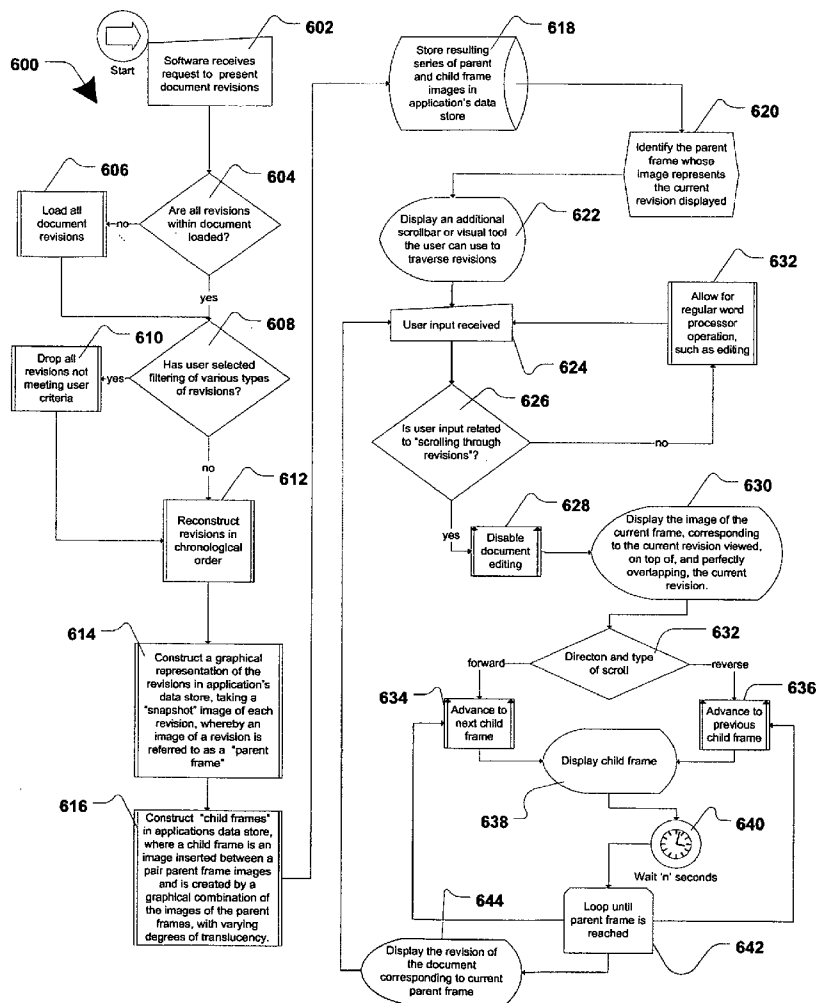 600
Start
602
Software receives
request to present
document revisions
604
Are all revisions
within document
loaded?
no
yes
606
Load all
document
revisions
608
Has user selected
filtering of various
types of revisions?
yes
no
610
Drop all
revisions not
meeting user
criteria
612
Reconstruct
revisions in
chronological
order
614
Construct a graphical
representation of the
revisions in application's
data store, taking a
"snapshot" image of each
revision, whereby an
image of a revision is
referred to as a "parent
frame"
616
Construct "child frames"
in applications data store,
where a child frame is an
image inserted between a
pair parent frame images
and is created by a
graphical combination of
the images of the parent
frames, with varying
degrees of translucency.
618
Store resulting
series of parent
and child frame
images in
application's data
store
620
Identify the parent
frame whose
image represents
the current
revision displayed
622
Display an additional
scrollbar or visual tool
the user can use to
traverse revisions
User input received
624
626
Is user input related
to "scrolling through
revisions"?
no
yes
632
Allow for
regular word
processor
operation,
such as editing
628
Disable
document
editing
630
Display the image of the
current frame, corresponding
to the current revision viewed,
on top of, and perfectly
overlapping, the current
revision.
632
Directon and type
of scroll
forward
reverse
634
Advance to
next child
frame
636
Advance to
previous
child frame
Display child frame
638
640
Wait 'n' seconds
Loop until
parent frame is
reached
642
644
Display the revision of
the document
corresponding to current
parent frame